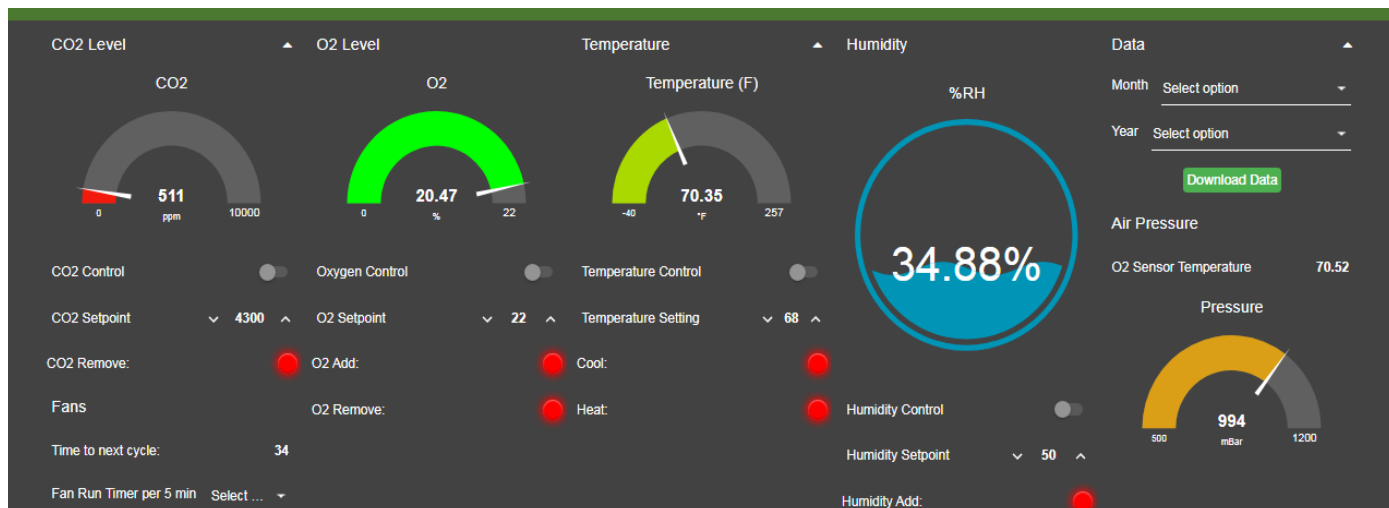 CO2 Level
CO2
511
ppm
0
10000
CO2 Control
CO2 Setpoint 4300
CO2 Remove:
Fans
Time to next cycle: 34
Fan Run Timer per 5 min Select ...
O2 Level
O2
20.47
%
0
22
Oxygen Control
O2 Setpoint 22
O2 Add:
O2 Remove:
Temperature
Temperature (F)
70.35
°F
-40
257
Temperature Control
Temperature Setting 68
Cool:
Heat:
Humidity
%RH
34.88%
Humidity Control
Humidity Setpoint 50
Humidity Add:
Data
Month Select option
Year Select option
Download Data
Air Pressure
O2 Sensor Temperature 70.52
Pressure
994
mBar
500
1200